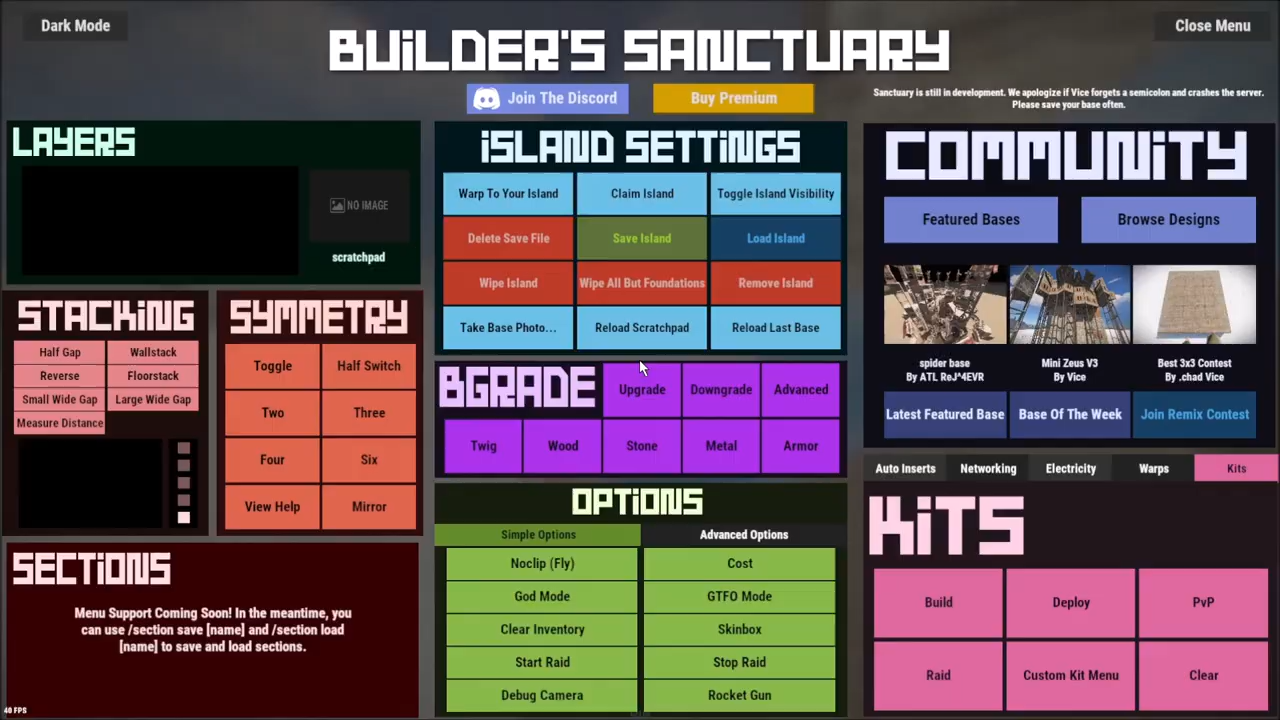 Dark Mode
BUILDER'S SANCTUARY
Close Menu
Join The Discord
Buy Premium
Sanctuary is still in development. We apologize if Vice forgets a semicolon and crashes the server.
Please save your base often.
LAYERS
NO IMAGE
scratchpad
ISLAND SETTINGS
Warp To Your Island
Claim Island
Toggle Island Visibility
Delete Save File
Save Island
Load Island
Wipe Island
Wipe All But Foundations
Remove Island
Take Base Photo...
Reload Scratchpad
Reload Last Base
COMMUNITY
Featured Bases
Browse Designs
spider base
By ATL ReJ^4EVR
Mini Zeus V3
By Vice
Best 3x3 Contest
By .chad Vice
Latest Featured Base
Base Of The Week
Join Remix Contest
STACKING
Half Gap
Wallstack
Reverse
Floorstack
Small Wide Gap
Large Wide Gap
Measure Distance
SYMMETRY
Toggle
Half Switch
Two
Three
Four
Six
View Help
Mirror
BGRADE
Upgrade
Downgrade
Advanced
Twig
Wood
Stone
Metal
Armor
OPTIONS
Simple Options
Advanced Options
Noclip (Fly)
Cost
God Mode
GTFO Mode
Clear Inventory
Skinbox
Start Raid
Stop Raid
Debug Camera
Rocket Gun
Auto Inserts
Networking
Electricity
Warps
Kits
KITS
Build
Deploy
PvP
Raid
Custom Kit Menu
Clear
SECTIONS
Menu Support Coming Soon! In the meantime, you
can use /section save [name] and /section load
[name] to save and load sections.
40 FPS